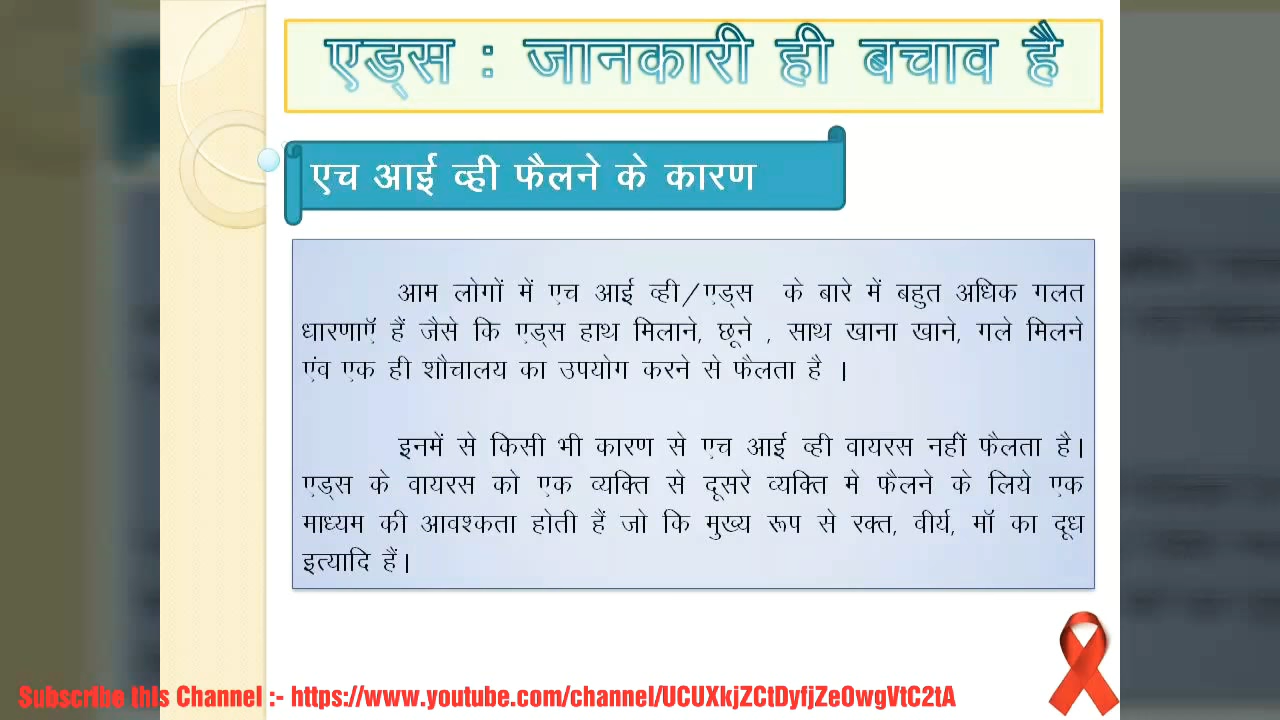 एड्स : जानकारी ही बचाव है
एच आई व्ही फैलने के कारण
आम लोगों में एच आई व्ही/एड्स के बारे में बहुत अधिक गलत
धारणाऍ हैं जैसे कि एड्स हाथ मिलाने, छूने , साथ खाना खाने, गले मिलने
एंव एक ही शौचालय का उपयोग करने से फैलता है ।
इनमें से किसी भी कारण से एच आई व्ही वायरस नहीं फैलता है।
एड्स के वायरस को एक व्यक्ति से दूसरे व्यक्ति मे फैलने के लिये एक
माध्यम की आवश्कता होती हैं जो कि मुख्य रूप से रक्त, वीर्य, मॉ का दूध
इत्यादि हैं।
Subscribe this Channel :- https://www.youtube.com/channel/UCUXkjZCtDyfjZeOwgVtC2tA